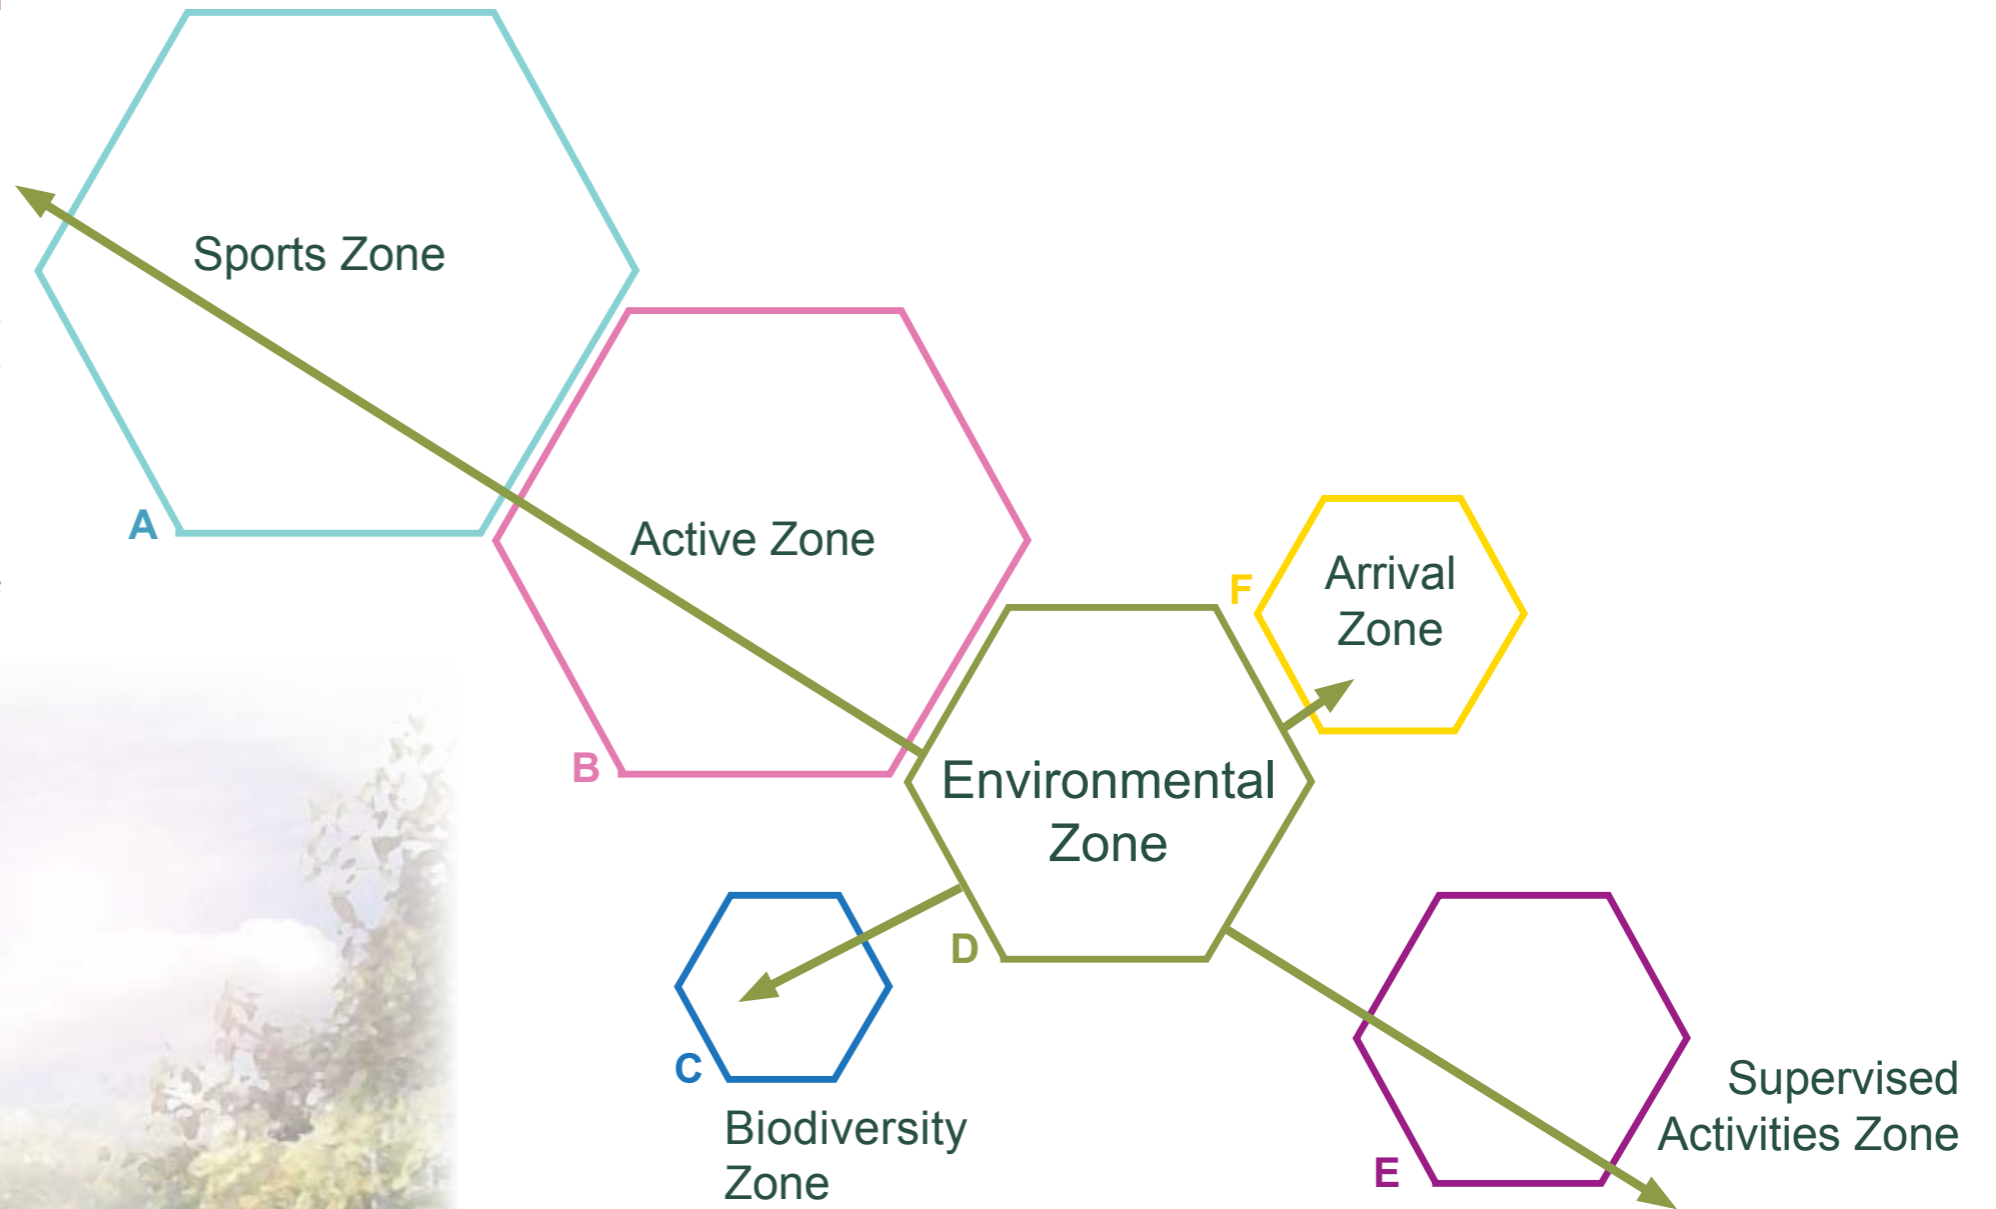 Sports Zone
A
Active Zone
B
F
Arrival
Zone
Environmental
Zone
D
C
Biodiversity
Zone
Supervised
Activities Zone
E